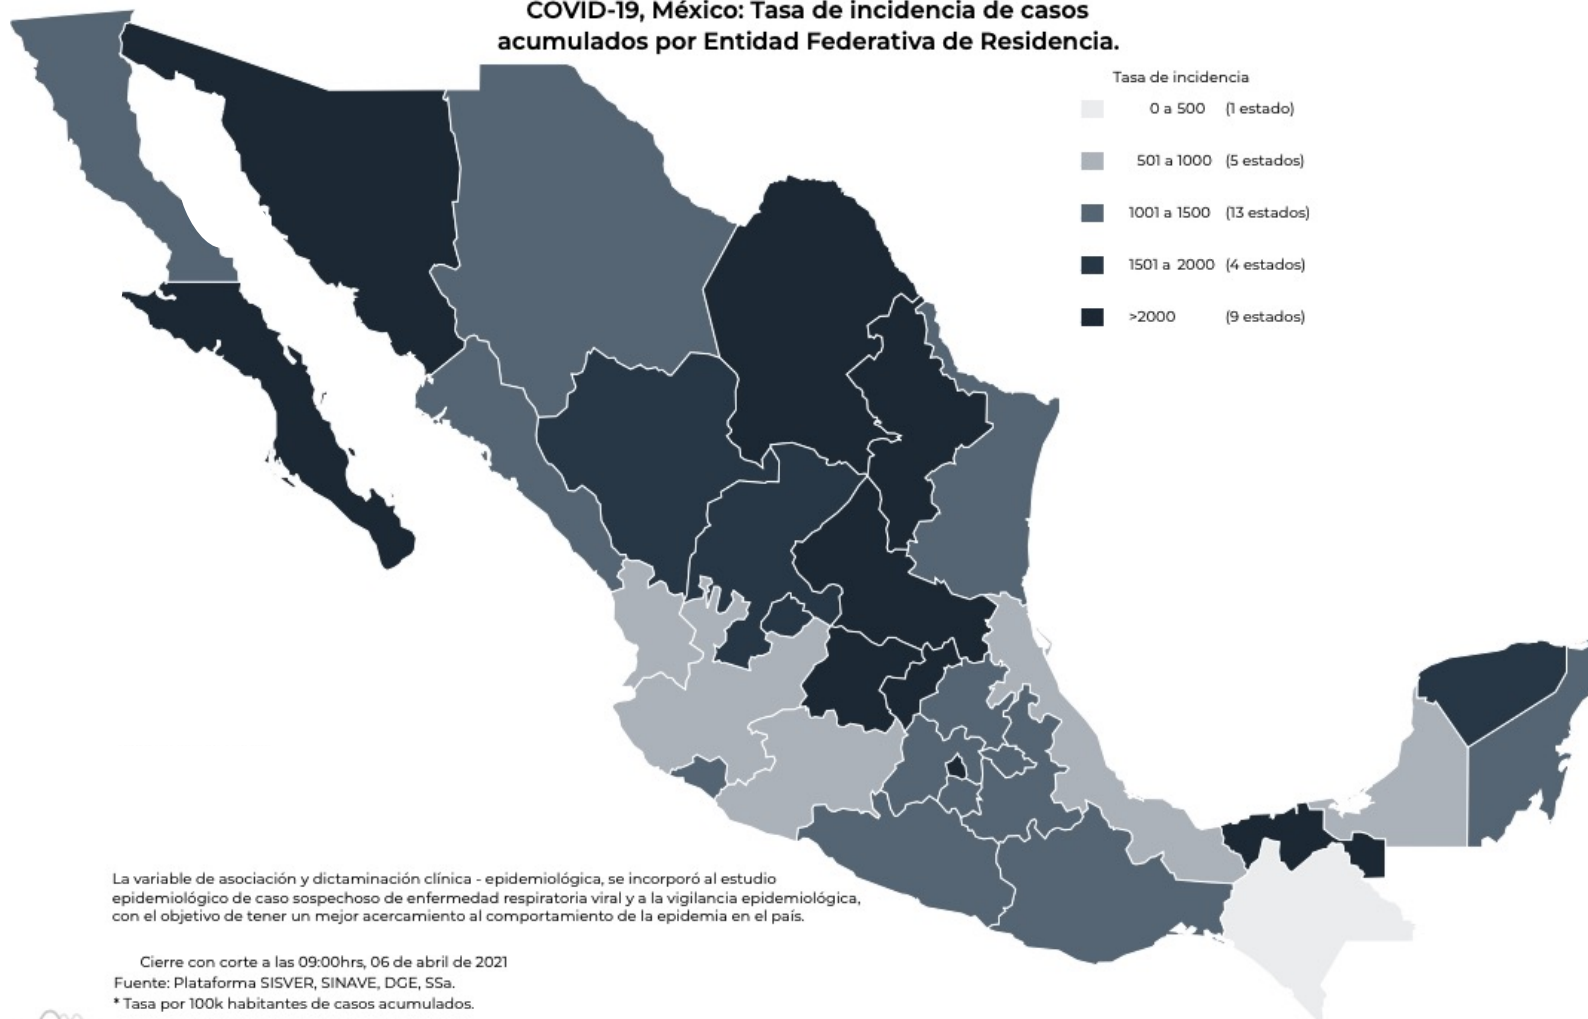 COVID-19, México: Tasa de incidencia de casos
acumulados por Entidad Federativa de Residencia.
Tasa de incidencia
0 a 500 (1 estado)
501 a 1000 (5 estados)
1001 a 1500 (13 estados)
1501 a 2000 (4 estados)
>2000 (9 estados)
La variable de asociación y dictaminación clínica - epidemiológica, se incorporó al estudio
epidemiológico de caso sospechoso de enfermedad respiratoria viral y a la vigilancia epidemiológica,
con el objetivo de tener un mejor acercamiento al comportamiento de la epidemia en el país.
Cierre con corte a las 09:00hrs, 06 de abril de 2021
Fuente: Plataforma SISVER, SINAVE, DGE, SSa.
* Tasa por 100k habitantes de casos acumulados.